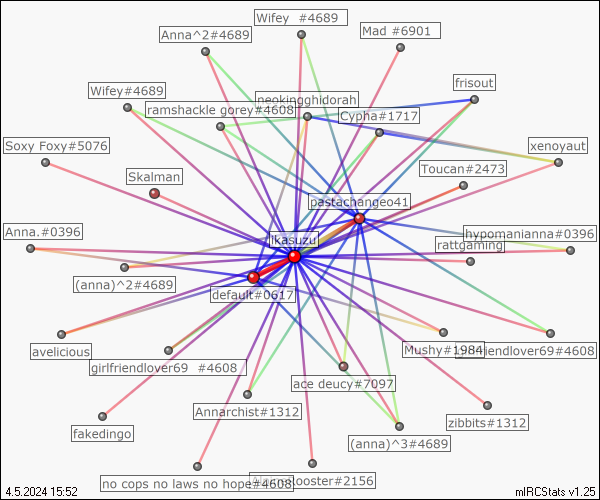 Wifey  #4689
Anna^2#4689
Mad #6901
Wifey#4689
frisout
neokingghidorah
ramshackle gorey#4608
Cypha#1717
Soxy Foxy#5076
xenoyaut
Toucan#2473
Skalman
pastachangeo41
Anna.#0396
hypomanianna#0396
ikasuzu
rattgaming
(anna)^2#4689
default#0617
avelicious
Mushy#1984
friendlover69#4608
girlfriendlover69  #4608
ace deucy#7097
Annarchist#1312
fakedingo
zibbits#1312
(anna)^3#4689
no cops no laws no hope#4608
rooster#2156
4.5.2024 15:52
mIRCStats v1.25